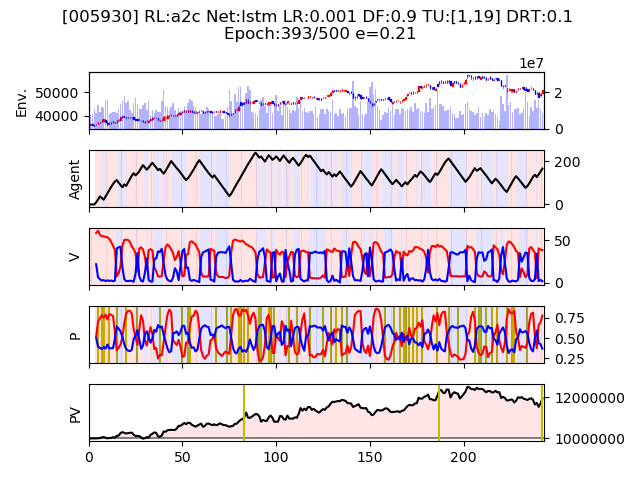 [005930] RL:a2c Net:lstm LR:0.001 DF:0.9 TU:[1,19] DRT:0.1
Epoch:393/500 e=0.21
1e7
Env.
50000
40000
2
0
Agent
200
0
V
50
0
P
0.75
0.50
0.25
PV
12000000
10000000
0 50 100 150 200